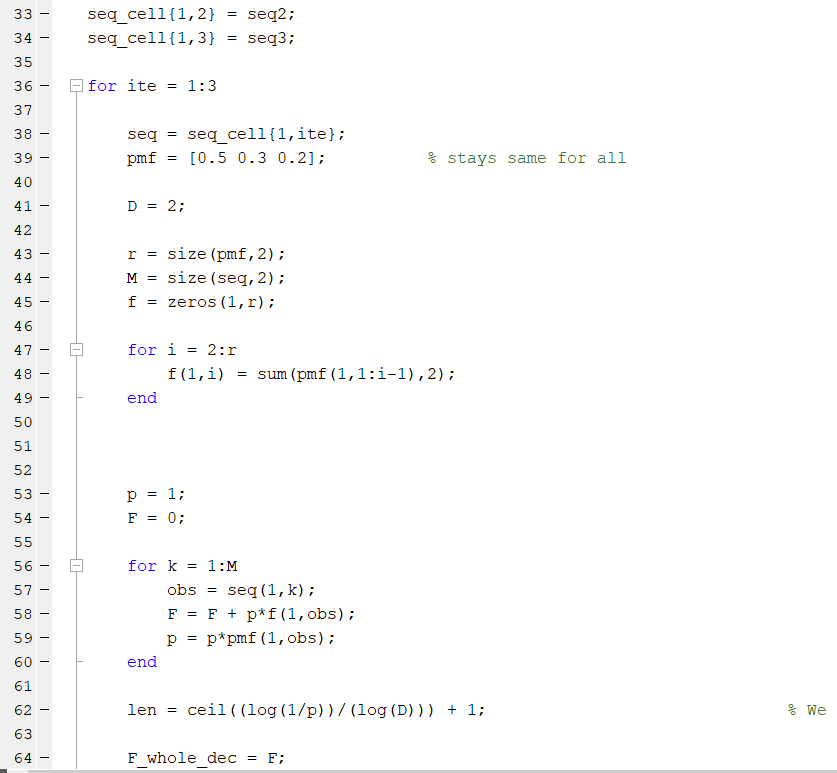 33 – seq_cell{1,2} = seq2;
34 – seq_cell{1,3} = seq3;
35
36 – for ite = 1:3
37
38 – seq = seq_cell{1,ite};
39 – pmf = [0.5 0.3 0.2]; % stays same for all
40
41 – D = 2;
42
43 – r = size(pmf,2);
44 – M = size(seq,2);
45 – f = zeros(1,r);
46
47 – for i = 2:r
48 – f(1,i) = sum(pmf(1,1:i-1),2);
49 – end
50
51
52
53 – p = 1;
54 – F = 0;
55
56 – for k = 1:M
57 – obs = seq(1,k);
58 – F = F + p*f(1,obs);
59 – p = p*pmf(1,obs);
60 – end
61
62 – len = ceil((log(1/p))/(log(D))) + 1; % We
63
64 – F_whole_dec = F;